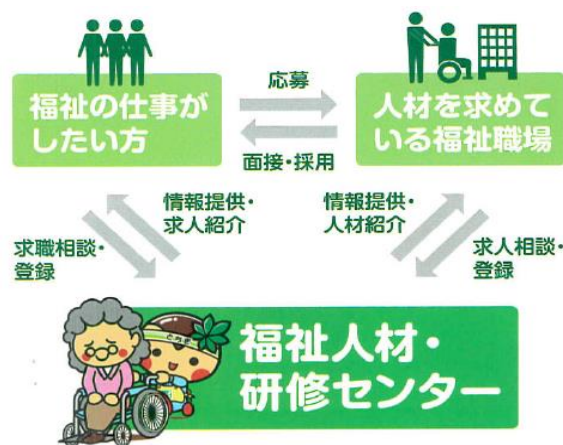 福祉の仕事が
したい方
応募
面接・採用
人材を求めて
いる福祉職場
求職相談・
登録
情報提供・
求人紹介
情報提供・
人材紹介
求人相談・
登録
とちぎ
福祉人材・
研修センター